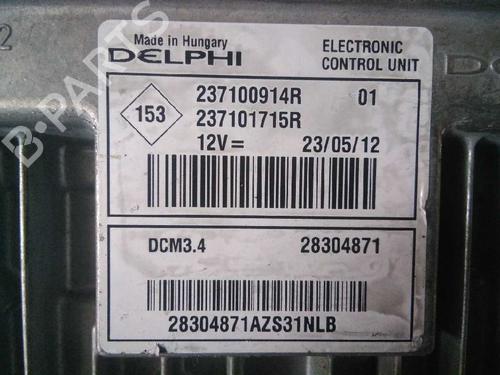 2
Made in Hungary
DELPHI
ELECTRONIC
CONTROL UNIT
153
237100914R 01
237101715R
12V= 23/05/12
DCM3.4 28304871
28304871AZS31NLB
B-PARTS